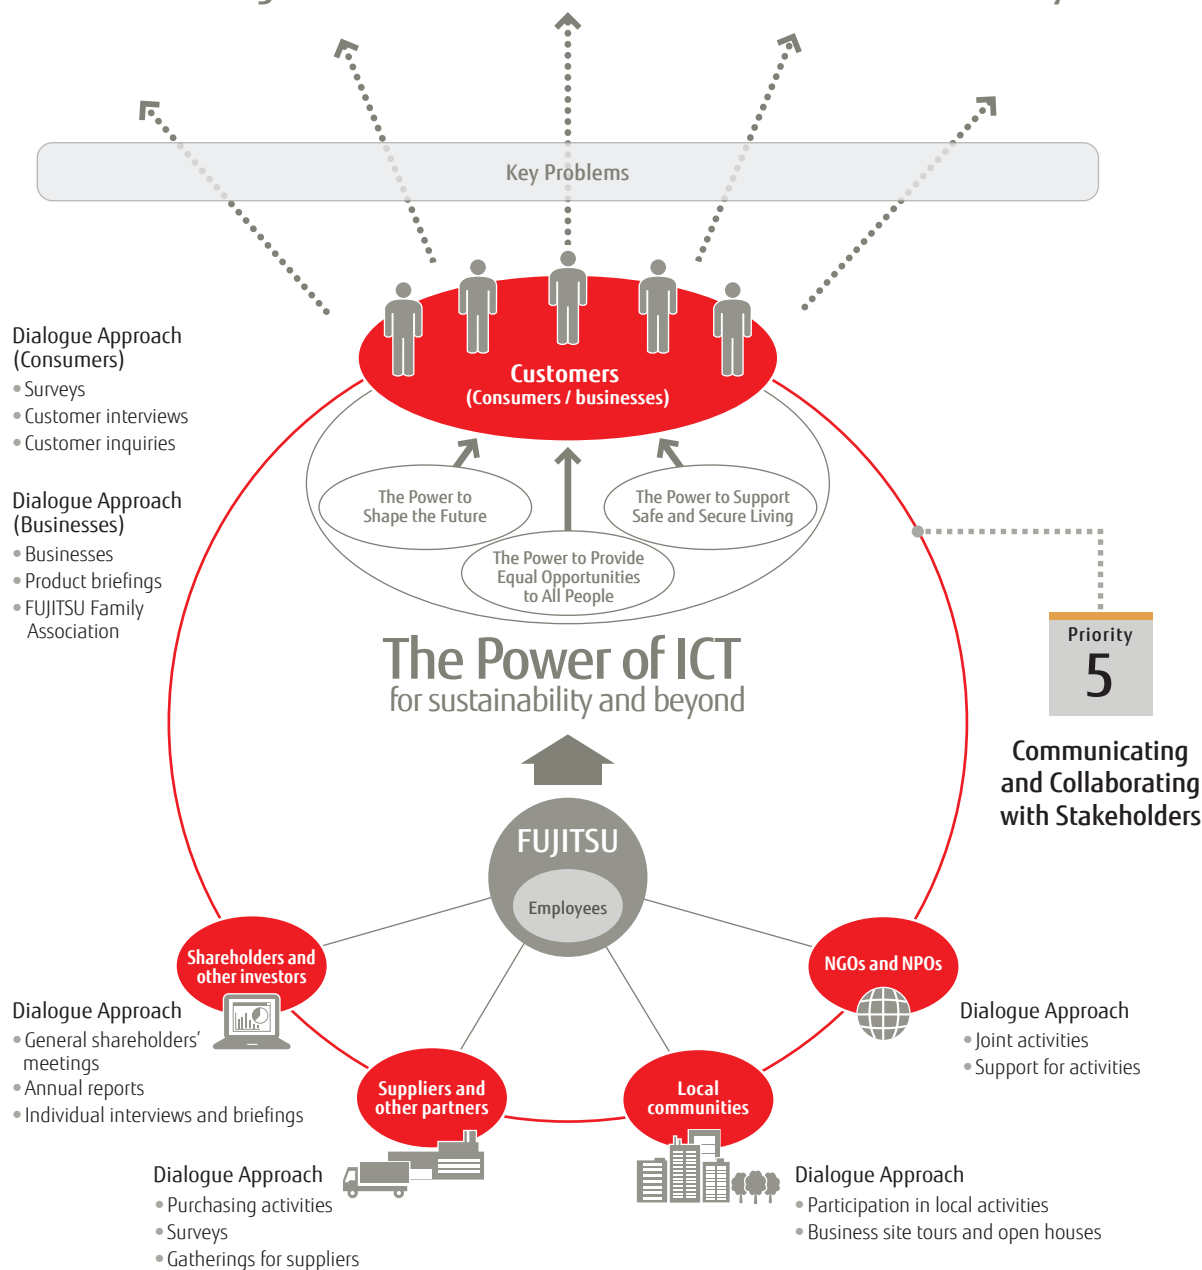 Key Problems
Customers
(Consumers / businesses)
Dialogue Approach
(Consumers)
• Surveys
• Customer interviews
• Customer inquiries
Dialogue Approach
(Businesses)
• Businesses
• Product briefings
• FUJITSU Family
Association
The Power to
Shape the Future
The Power to Support
Safe and Secure Living
The Power to Provide
Equal Opportunities
to All People
The Power of ICT
for sustainability and beyond
Priority
5
Communicating
and Collaborating
with Stakeholders
FUJITSU
Employees
Shareholders and
other investors
Dialogue Approach
• General shareholders'
meetings
• Annual reports
• Individual interviews and briefings
Suppliers and
other partners
Dialogue Approach
• Purchasing activities
• Surveys
• Gatherings for suppliers
Local
communities
Dialogue Approach
• Participation in local activities
• Business site tours and open houses
NGOs and NPOs
Dialogue Approach
• Joint activities
• Support for activities